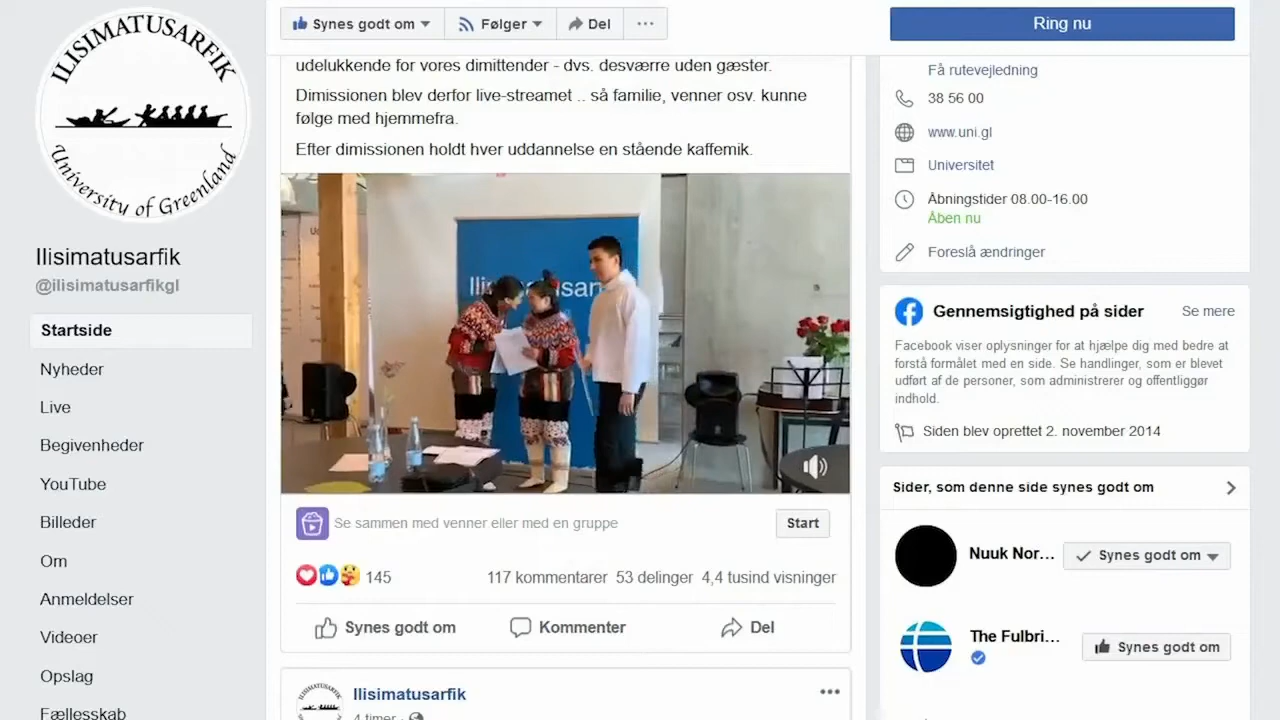 ILISIMATUSARFIK
University of Greenland
Ilisimatusarfik
@ilisimatusarfikgl
Startside
Nyheder
Live
Begivenheder
YouTube
Billeder
Om
Anmeldelser
Videoer
Opslag
Fællesskab
Synes godt om
Følger
Del
udelukkende for vores dimittender - dvs. desværre uden gæster.
Dimissionen blev derfor live-streamet .. så familie, venner osv. kunne
følge med hjemmefra.
Efter dimissionen holdt hver uddannelse en stående kaffemik.
Se sammen med venner eller med en gruppe
Start
145
117 kommentarer 53 delinger 4,4 tusind visninger
Synes godt om
Kommenter
Del
ILISIMATUSARFIK
Ilisimatusarfik
4 timer
Ring nu
Få rutevejledning
38 56 00
www.uni.gl
Universitet
Åbningstider 08.00-16.00
Åben nu
Foreslå ændringer
Gennemsigtighed på sider
Se mere
Facebook viser oplysninger for at hjælpe dig med bedre at
forstå formålet med en side. Se handlinger, som er blevet
udført af de personer, som administrerer og offentliggør
indhold.
Siden blev oprettet 2. november 2014
Sider, som denne side synes godt om
Nuuk Nor...
Synes godt om
The Fulbri...
Synes godt om